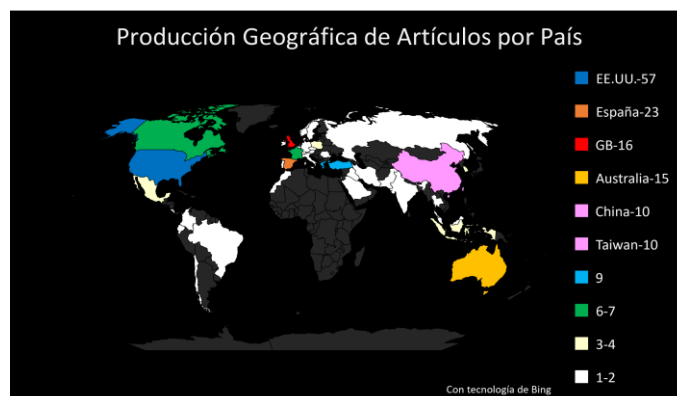 Producción Geográfica de Artículos por País
EE.UU.-57
España-23
GB-16
Australia-15
China-10
Taiwan-10
9
6-7
3-4
1-2
Con tecnología de Bing